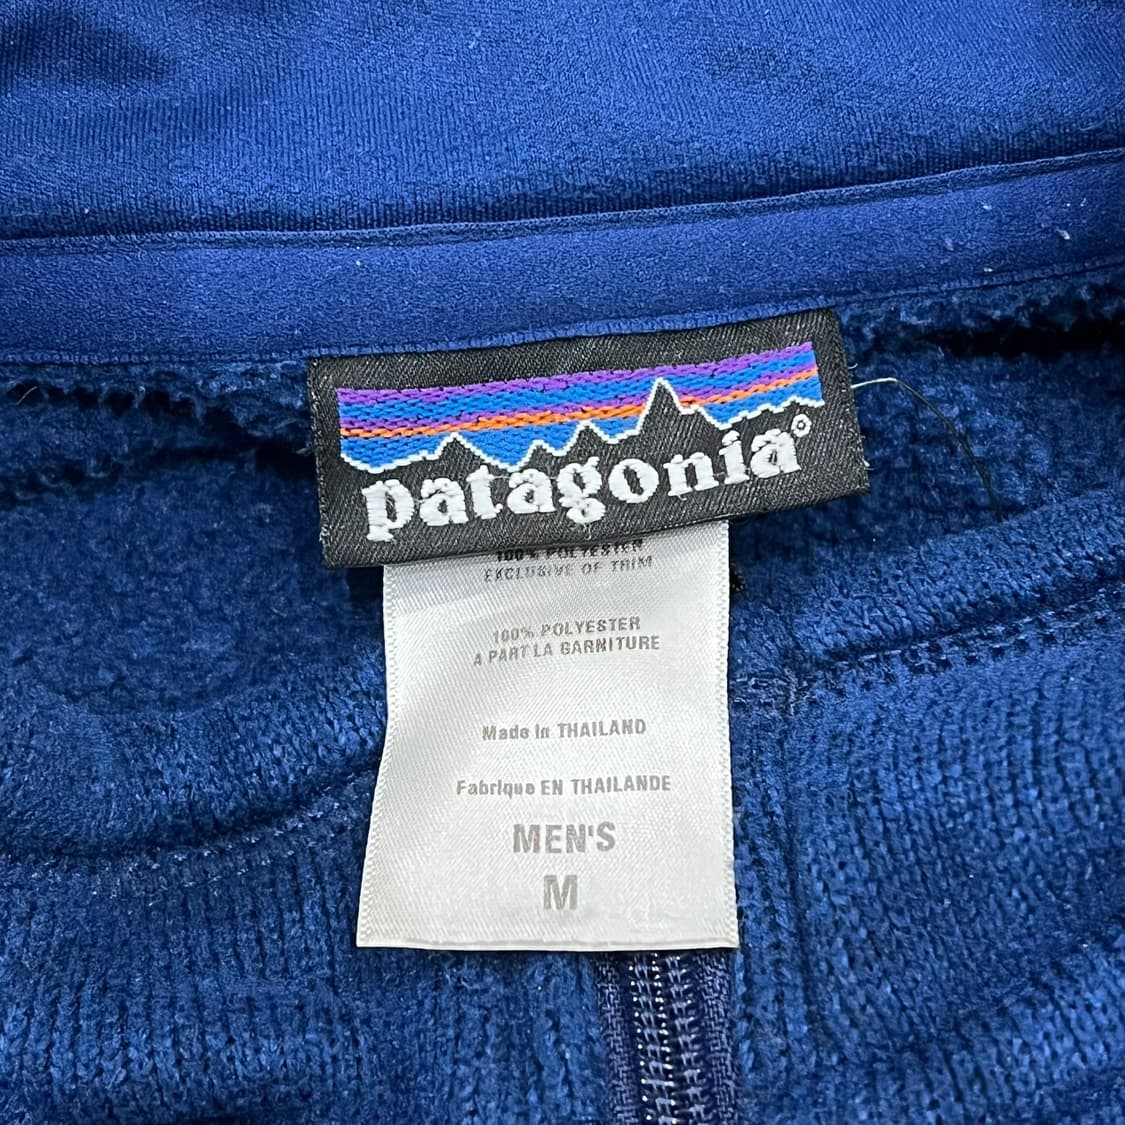 patagonia®
100% POLYESTER
EXCLUSIVE OF TRIM
100% POLYESTER
A PART LA GARNITURE
Made in THAILAND
Fabrique EN THAILANDE
MEN'S
M